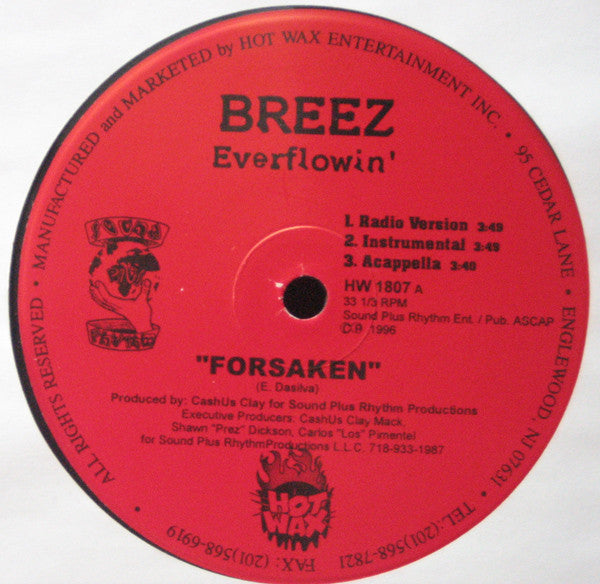 ALL RIGHTS RESERVED • MANUFACTURED and MARKETED by HOT WAX ENTERTAINMENT INC. • 95 CEDAR LANE • ENGLEWOOD, NJ 07631 • TEL:(201)568-7821
FAX: (201)568-6919
BREEZ
Everflowin'
1. Radio Version 3:49
2. Instrumental 3:49
3. Acappella 3:49
HW 1807 A
33 1/3 RPM
Sound Plus Rhythm Ent. / Pub. ASCAP
© ℗ 1996
"FORSAKEN"
(E. Dasilva)
Produced by: CashUs Clay for Sound Plus Rhythm Productions
Executive Producers: CashUs Clay Mack,
Shawn "Prez" Dickson, Carlos "Los" Pimentel
for Sound Plus RhythmProductions L.L.C. 718-933-1987
HOT
WAX